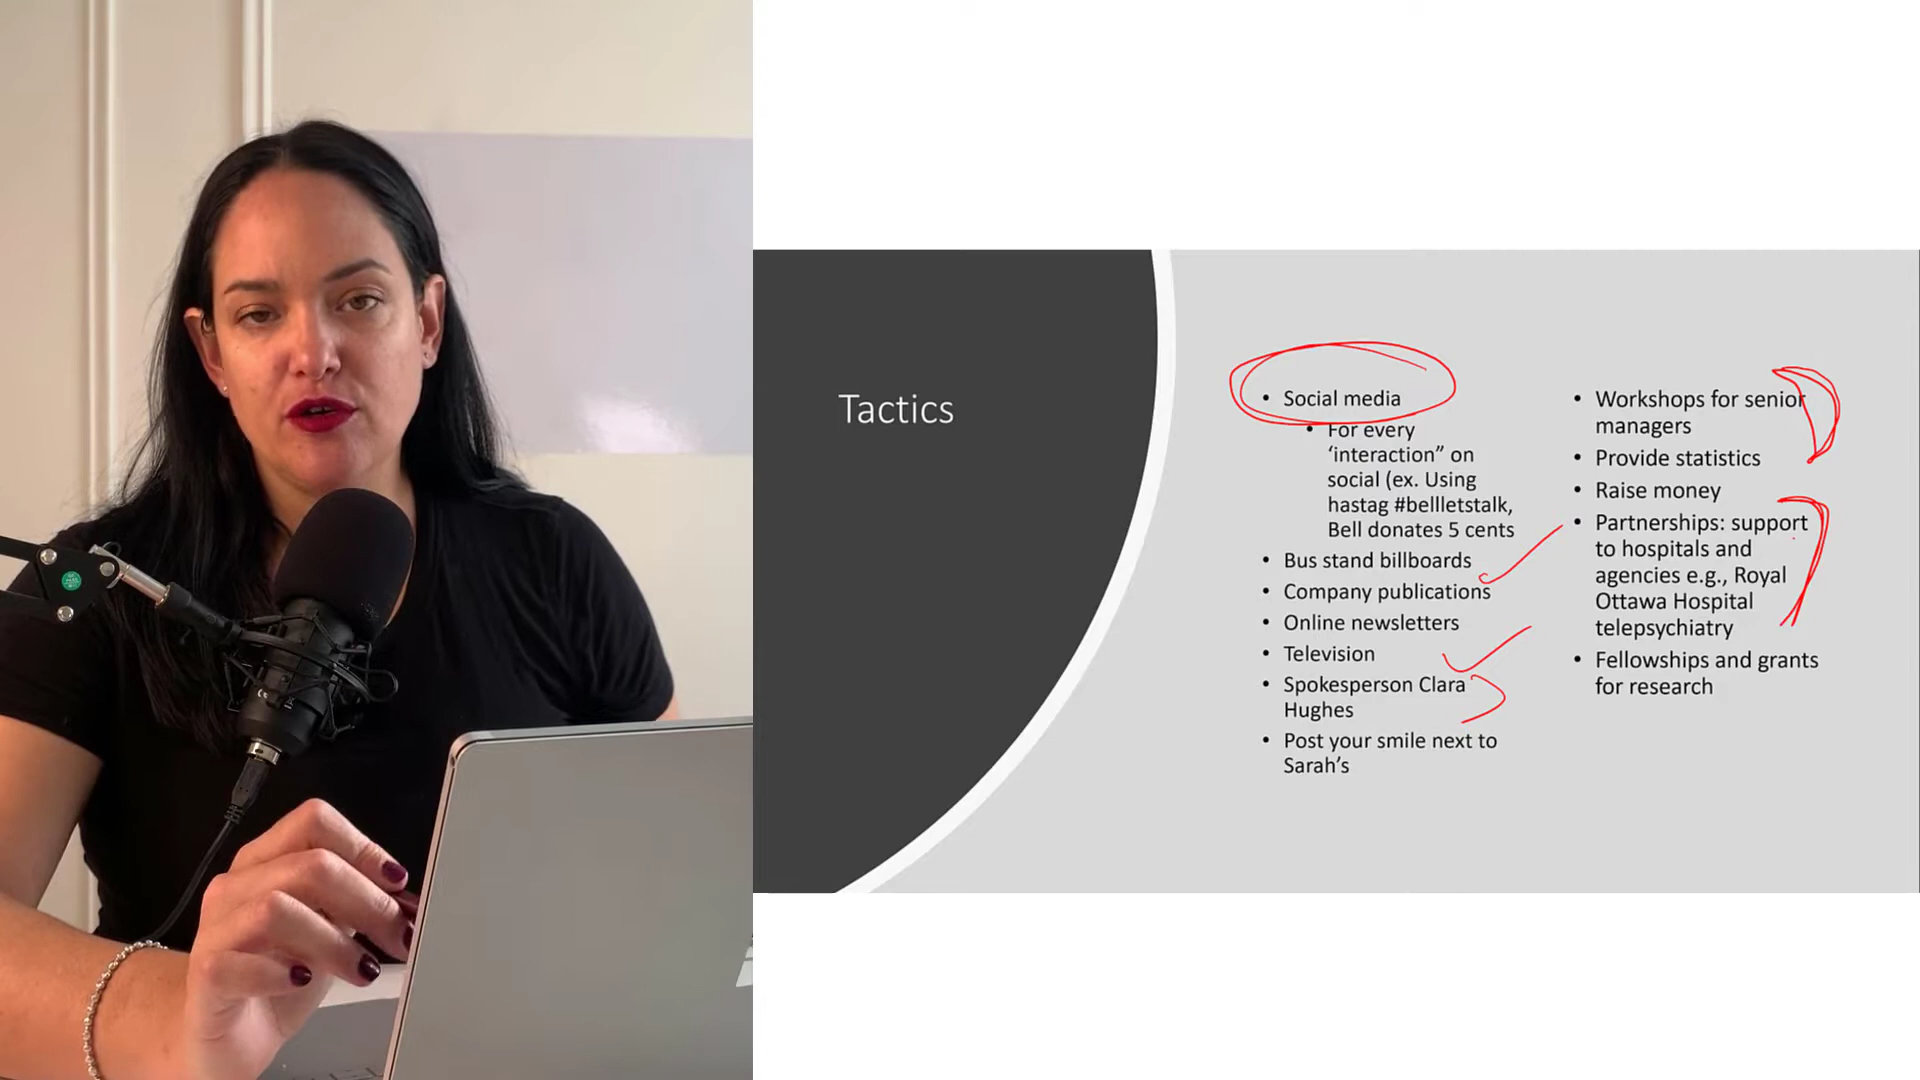 Tactics
• Social media
• For every
‘interaction” on
social (ex. Using
hastag #bellletstalk,
Bell donates 5 cents
• Bus stand billboards
• Company publications
• Online newsletters
• Television
• Spokesperson Clara
Hughes
• Post your smile next to
Sarah’s
• Workshops for senior
managers
• Provide statistics
• Raise money
• Partnerships: support
to hospitals and
agencies e.g., Royal
Ottawa Hospital
telepsychiatry
• Fellowships and grants
for research